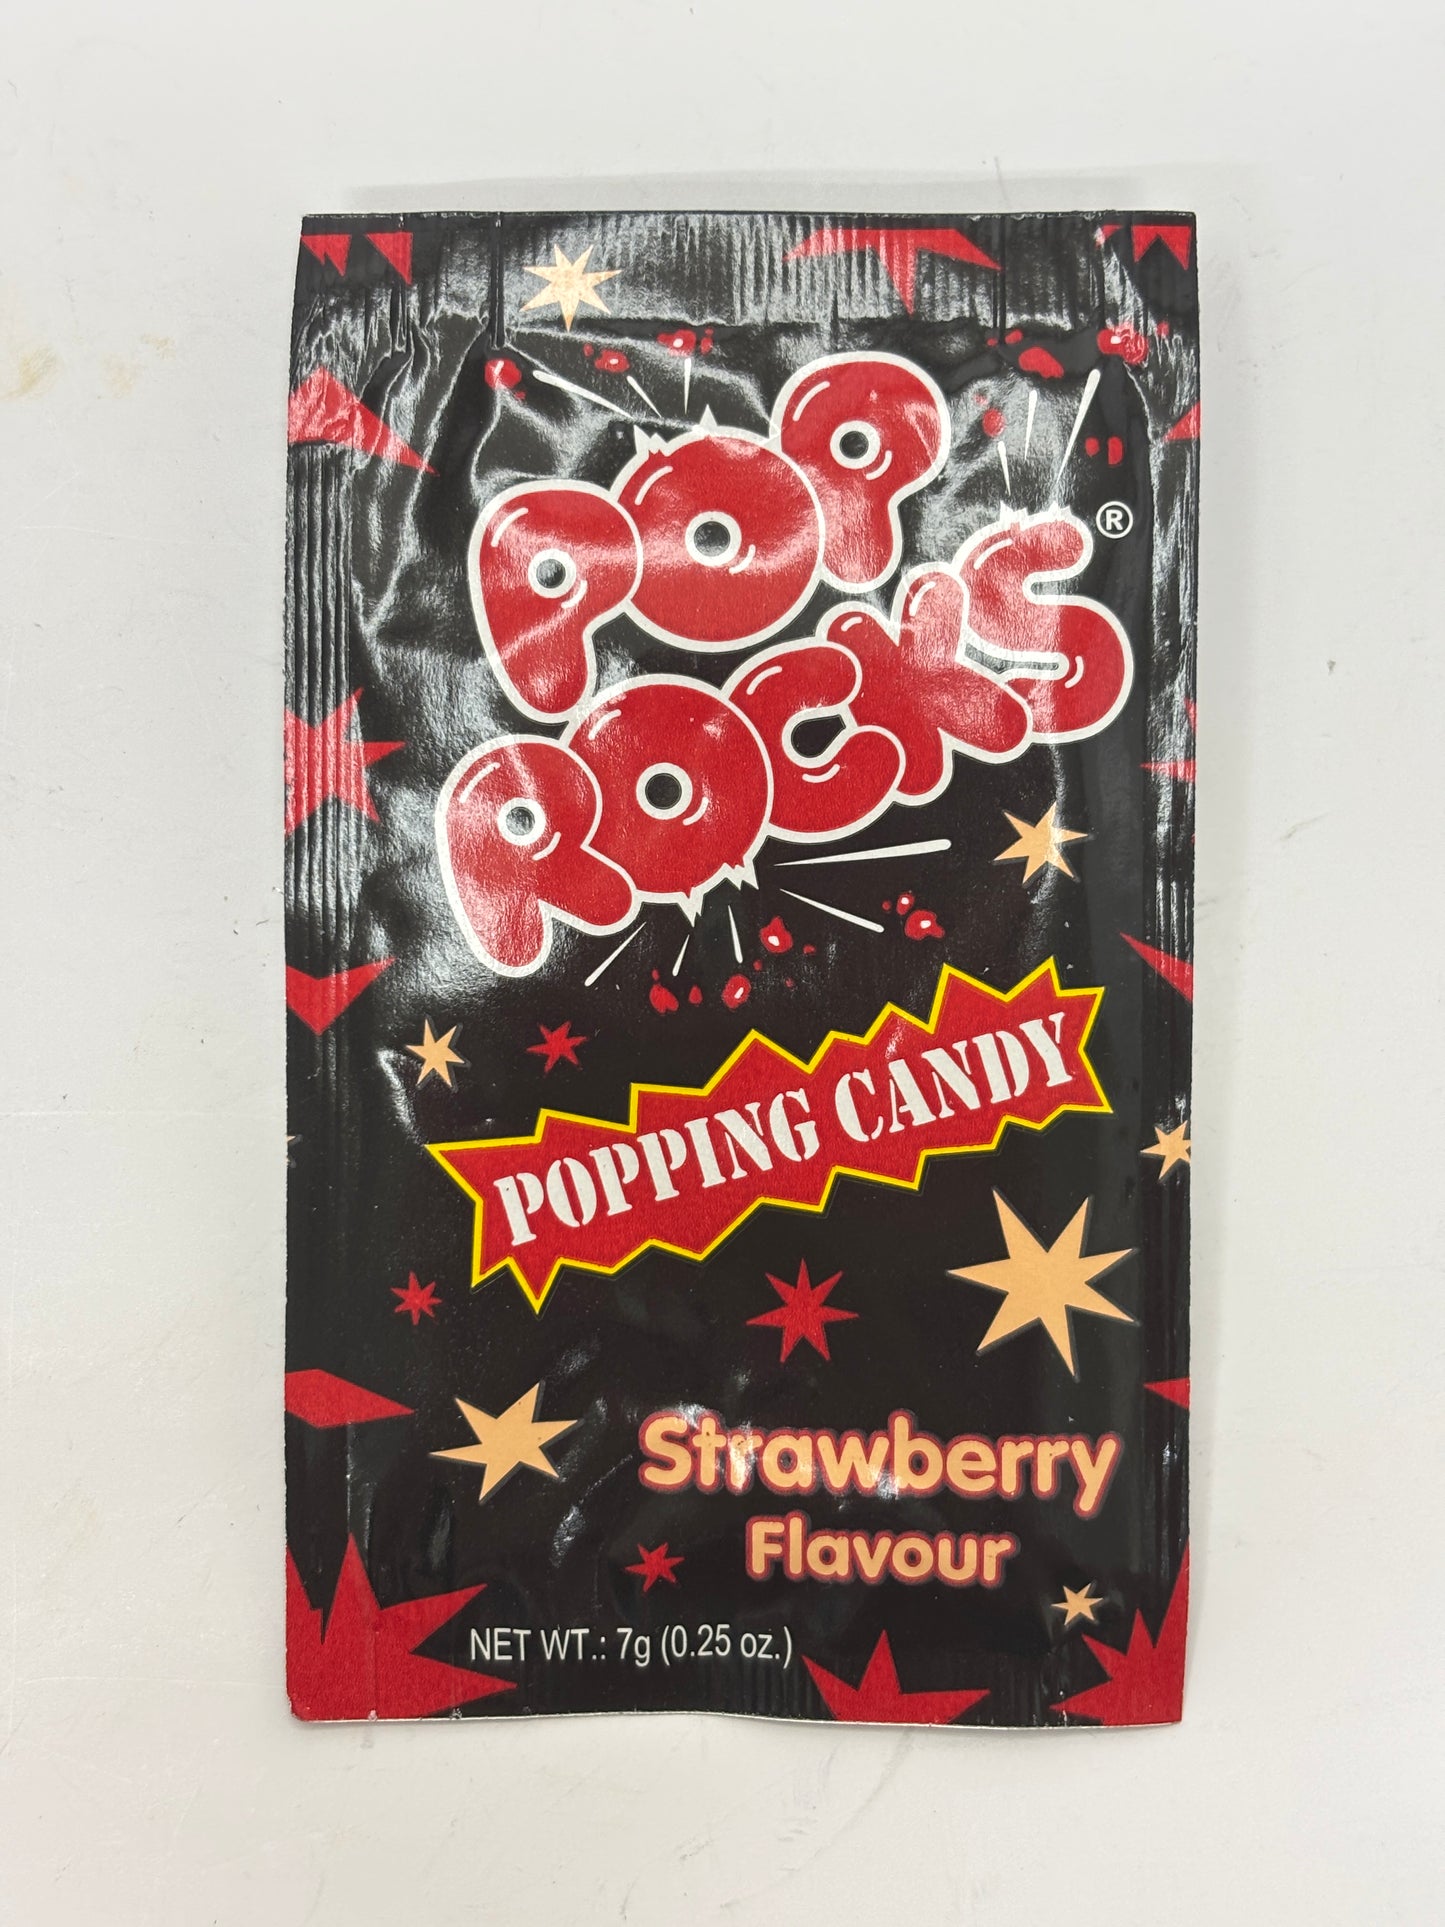 POP
ROCKS®
POPPING CANDY
Strawberry
Flavour
NET WT.: 7g (0.25 oz.)